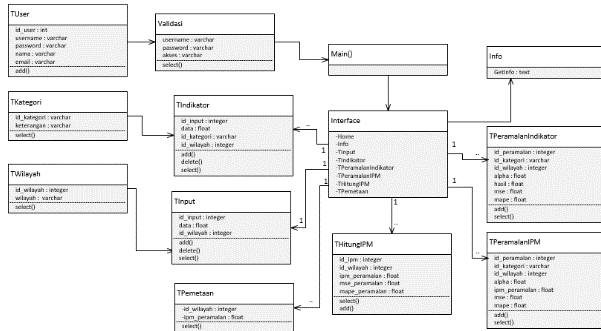 TUser
id_user : int
username : varchar
password : varchar
nama : varchar
email : varchar
add()
Validasi
username : varchar
password : varchar
akses : varchar
select()
Main()
Info
GetInfo : text
TKategori
id_kategori : varchar
keterangan : varchar
select()
TIndikator
id_input : integer
data : float
id_kategori : varchar
id_wilayah : integer
add()
delete()
select()
Interface
-Home
-Info
-Tinput
-TIndikator
-TPeramalanIndikator
-TPeramalanIPM
-THitungIPM
-TPemetaan
TPeramalanIndikator
id_peramalan : integer
id_kategori : varchar
id_wilayah : integer
alpha : float
hasil : float
mse : float
mape : float
add()
select()
TWilayah
id_wilayah : integer
wilayah : varchar
select()
TInput
id_input : integer
data : float
id_wilayah : integer
add()
delete()
select()
THitungIPM
id_ipm : integer
id_wilayah : integer
ipm_peramalan : float
mse_peramalan : float
mape_peramalan : float
select()
add()
TPeramalanIPM
id_peramalan : integer
id_kategori : varchar
id_wilayah : integer
alpha : float
ipm_peramalan : float
mse : float
mape : float
add()
select()
TPemetaan
-id_wilayah : integer
-ipm_peramalan : float
select()
1
1
1
1
1
1